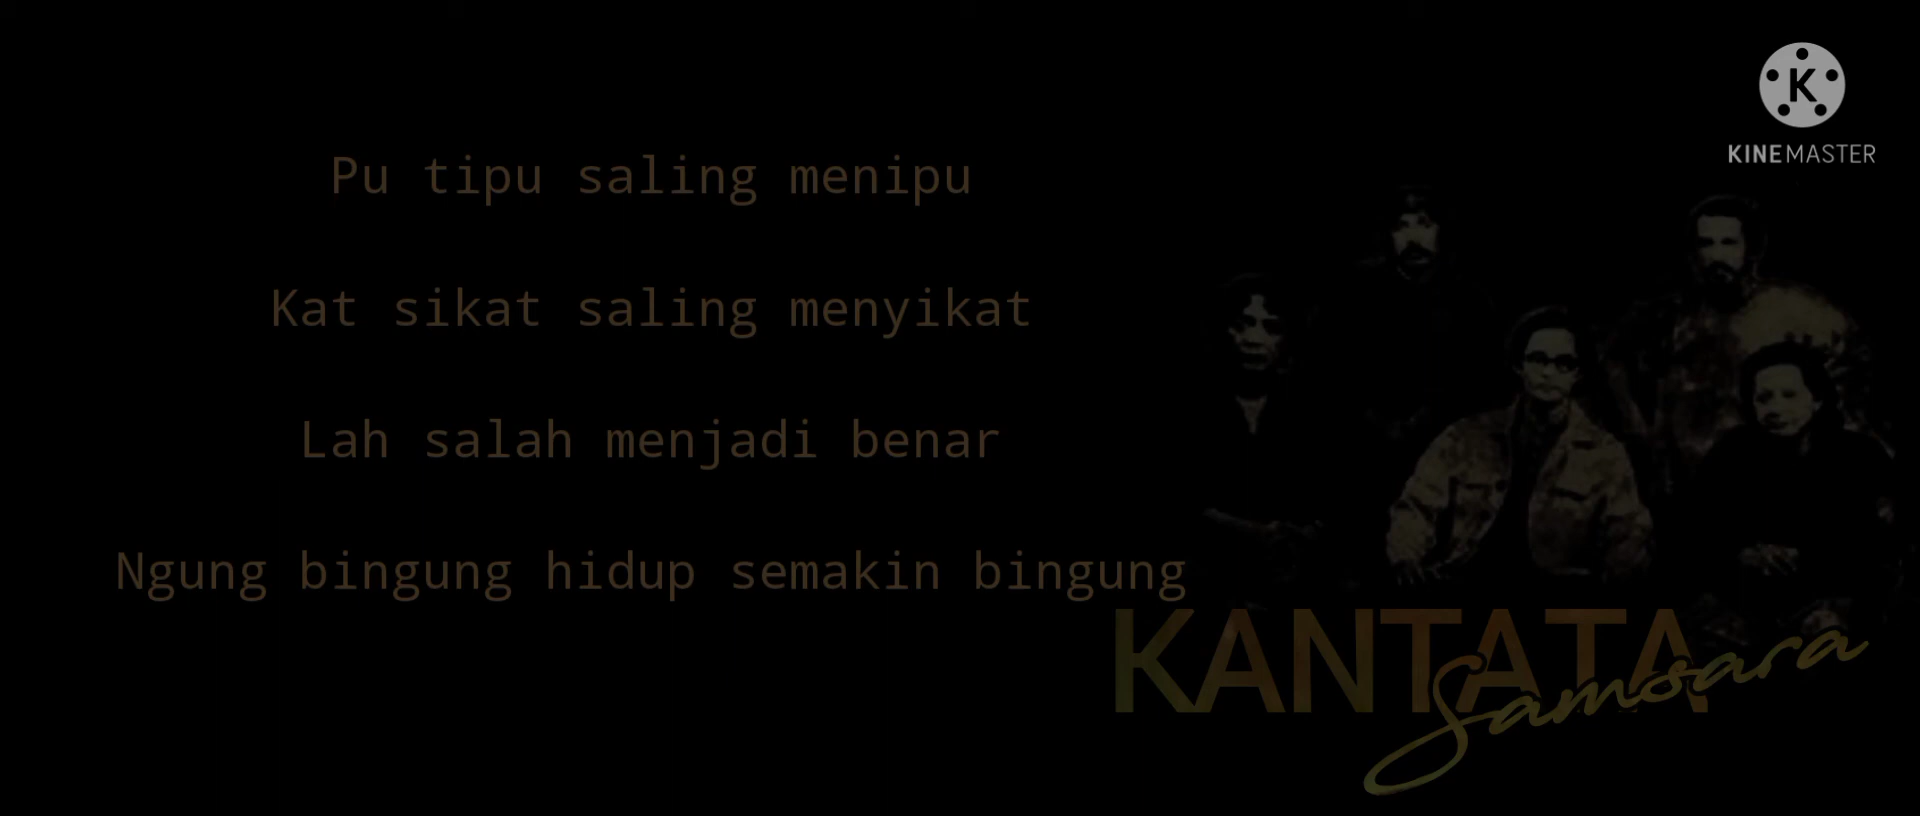 KINEMASTER
Pu tipu saling menipu
Kat sikat saling menyikat
Lah salah menjadi benar
Ngung bingung hidup semakin bingung
KANTATA
Samsara